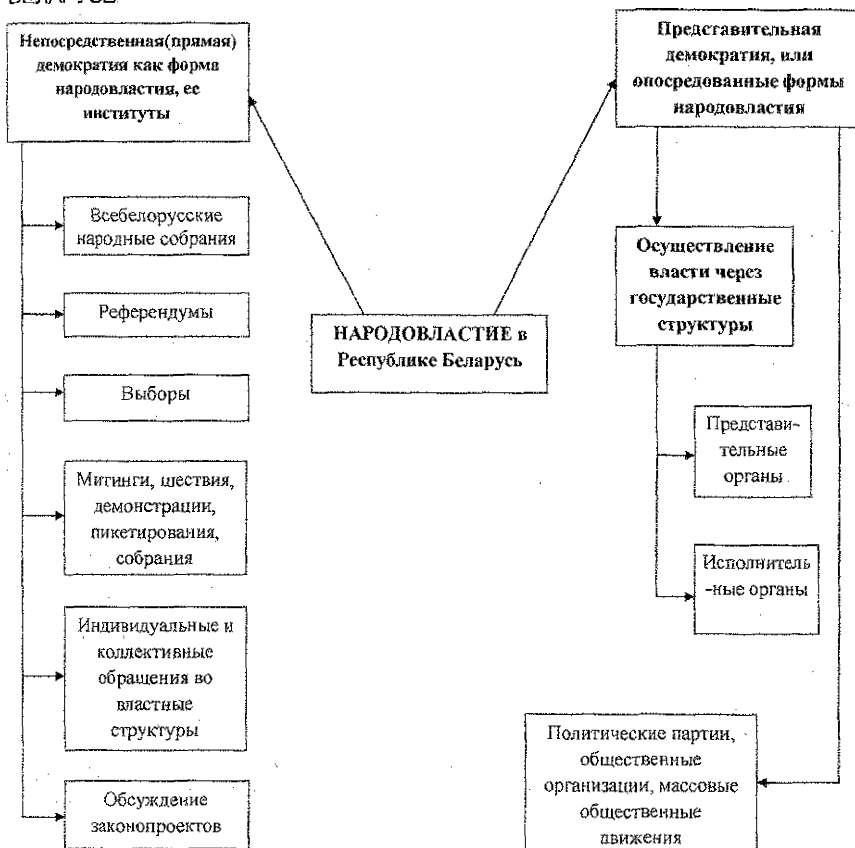 Непосредственная(прямая)
демократия как форма
народовластия, ее
институты
Всебелорусские
народные собрания
Референдумы
Выборы
Митинги, шествия,
демонстрации,
пикетирования,
собрания
Индивидуальные и
коллективные
обращения во
властные
структуры
Обсуждение
законопроектов
НАРОДОВЛАСТИЕ в
Республике Беларусь
Представительная
демократия, или
опосредованные формы
народовластия
Осуществление
власти через
государственные
структуры
Представи-
тельные
органы
Исполнитель
-ные органы
Политические партии,
общественные
организации, массовые
общественные
движения